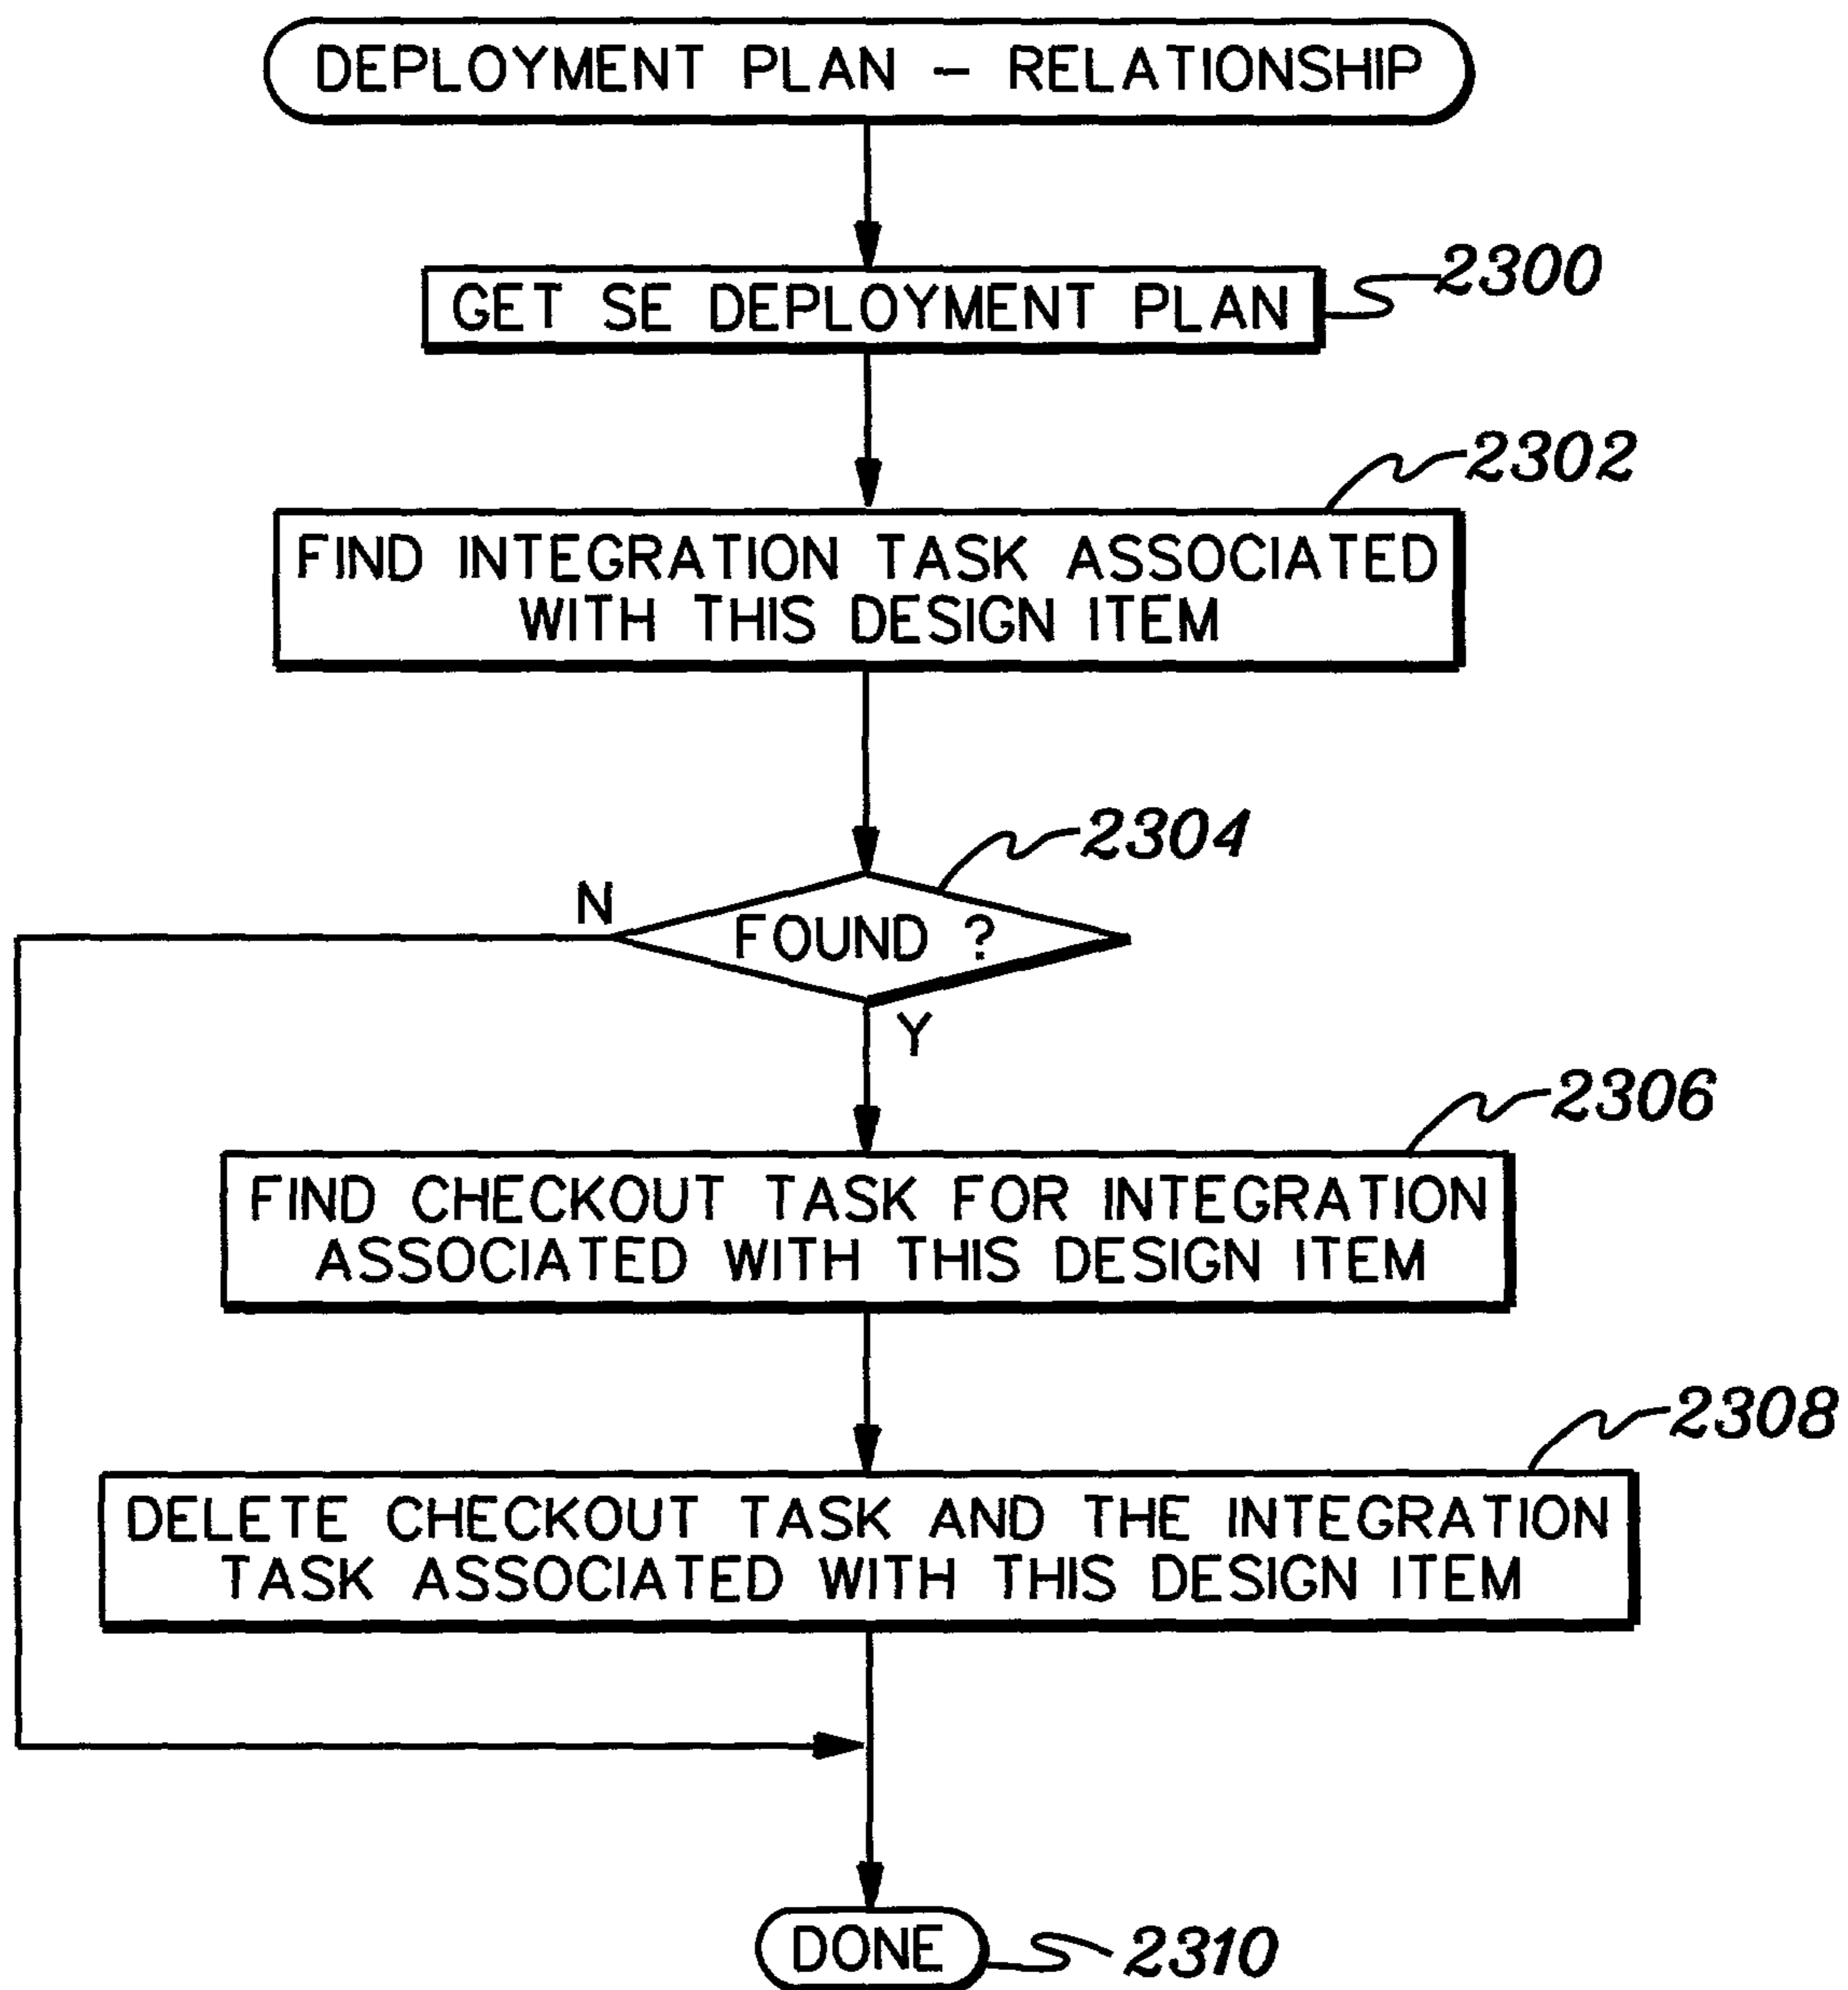 DEPLOYMENT PLAN – RELATIONSHIP
GET SE DEPLOYMENT PLAN
2300
2302
FIND INTEGRATION TASK ASSOCIATED
WITH THIS DESIGN ITEM
2304
N
FOUND ?
Y
2306
FIND CHECKOUT TASK FOR INTEGRATION
ASSOCIATED WITH THIS DESIGN ITEM
2308
DELETE CHECKOUT TASK AND THE INTEGRATION
TASK ASSOCIATED WITH THIS DESIGN ITEM
DONE
2310